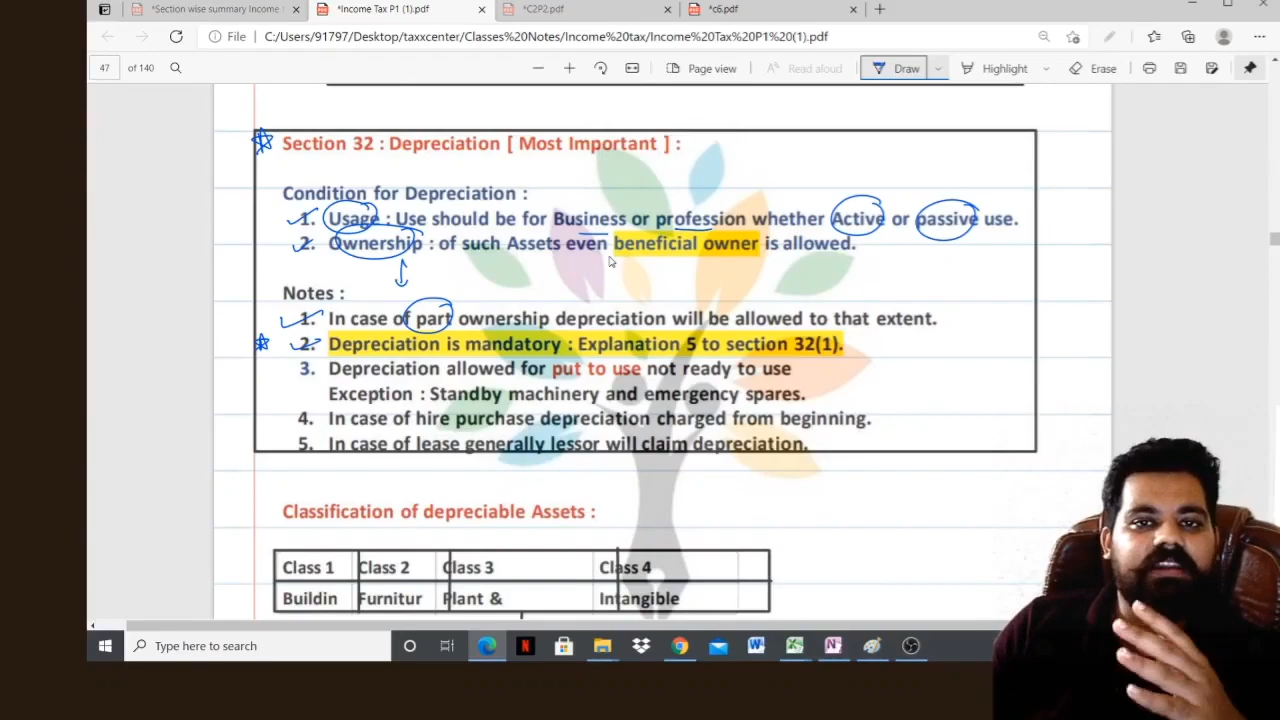 *Section wise summary Income
*Income Tax P1 (1).pdf
*C2P2.pdf
*c6.pdf
File
C:/Users/91797/Desktop/taxxcenter/Classes%20Notes/Income%20tax/Income%20Tax%20P1%20(1).pdf
47 of 140
Page view
Read aloud
Draw
Highlight
Erase
Section 32 : Depreciation [ Most Important ] :
Condition for Depreciation :
1. Usage : Use should be for Business or profession whether Active or passive use.
2. Ownership : of such Assets even beneficial owner is allowed.
Notes :
1. In case of part ownership depreciation will be allowed to that extent.
2. Depreciation is mandatory : Explanation 5 to section 32(1).
3. Depreciation allowed for put to use not ready to use
Exception : Standby machinery and emergency spares.
4. In case of hire purchase depreciation charged from beginning.
5. In case of lease generally lessor will claim depreciation.
Classification of depreciable Assets :
Class 1 Class 2 Class 3 Class 4
Buildin Furnitur Plant & Intangible
Type here to search